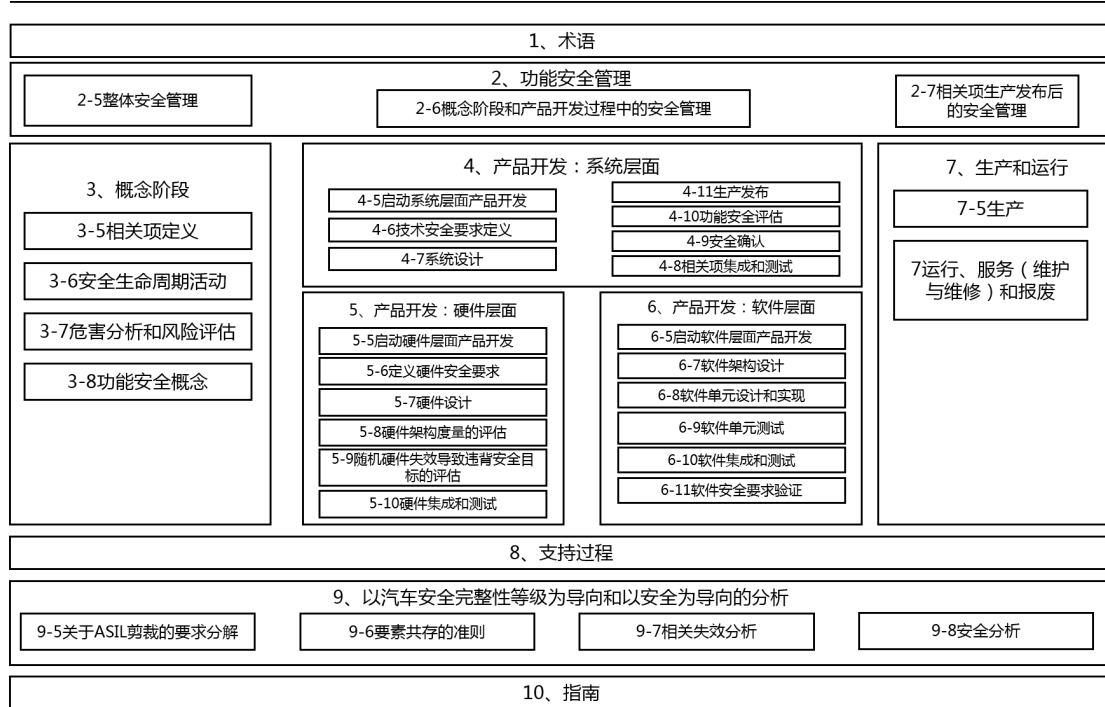 1、术语
2、功能安全管理
2-5整体安全管理
2-6概念阶段和产品开发过程中的安全管理
2-7相关项生产发布后
的安全管理
3、概念阶段
3-5相关项定义
3-6安全生命周期活动
3-7危害分析和风险评估
3-8功能安全概念
4、产品开发：系统层面
4-5启动系统层面产品开发
4-6技术安全要求定义
4-7系统设计
4-11生产发布
4-10功能安全评估
4-9安全确认
4-8相关项集成和测试
5、产品开发：硬件层面
5-5启动硬件层面产品开发
5-6定义硬件安全要求
5-7硬件设计
5-8硬件架构度量的评估
5-9随机硬件失效导致违背安全目
标的评估
5-10硬件集成和测试
6、产品开发：软件层面
6-5启动软件层面产品开发
6-7软件架构设计
6-8软件单元设计和实现
6-9软件单元测试
6-10软件集成和测试
6-11软件安全要求验证
7、生产和运行
7-5生产
7运行、服务（维护
与维修）和报废
8、支持过程
9、以汽车安全完整性等级为导向和以安全为导向的分析
9-5关于ASIL剪裁的要求分解
9-6要素共存的准则
9-7相关失效分析
9-8安全分析
10、指南